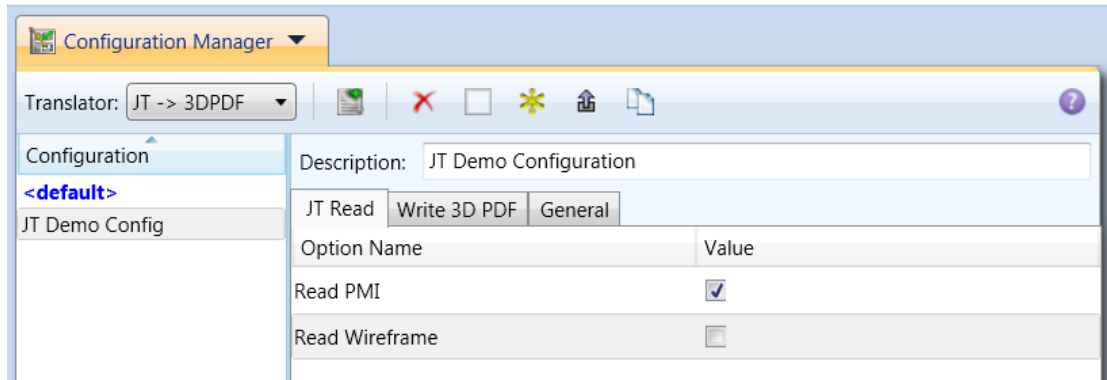 Configuration Manager
Translator: JT -> 3DPDF
?
Configuration
Description: JT Demo Configuration
<default>
JT Read Write 3D PDF General
JT Demo Config
Option Name Value
Read PMI
Read Wireframe